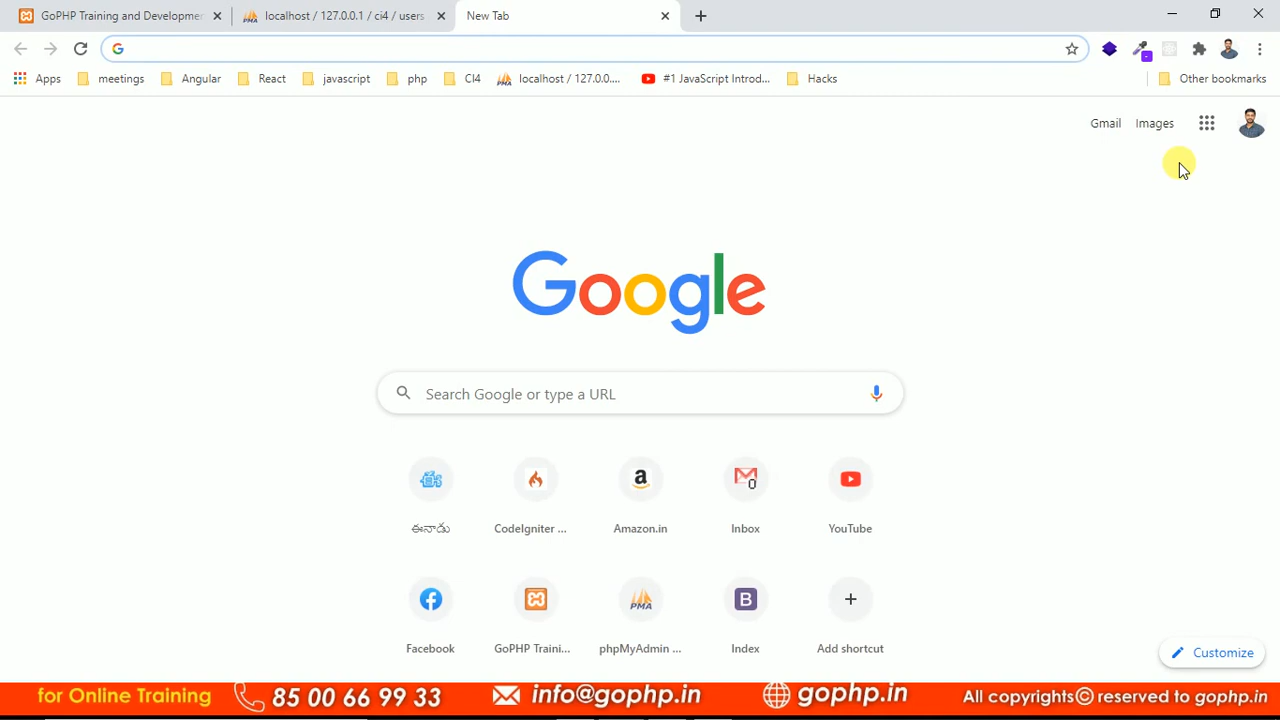 GoPHP Training and Developmen
localhost / 127.0.0.1 / ci4 / users
New Tab
Apps
meetings
Angular
React
javascript
php
CI4
localhost / 127.0.0....
#1 JavaScript Introd...
Hacks
Other bookmarks
Gmail
Images
Google
Search Google or type a URL
ఈనాడు
CodeIgniter ...
Amazon.in
Inbox
YouTube
Facebook
GoPHP Traini...
phpMyAdmin ...
Index
Add shortcut
Customize
for Online Training 85 00 66 99 33 info@gophp.in gophp.in All copyrights© reserved to gophp.in